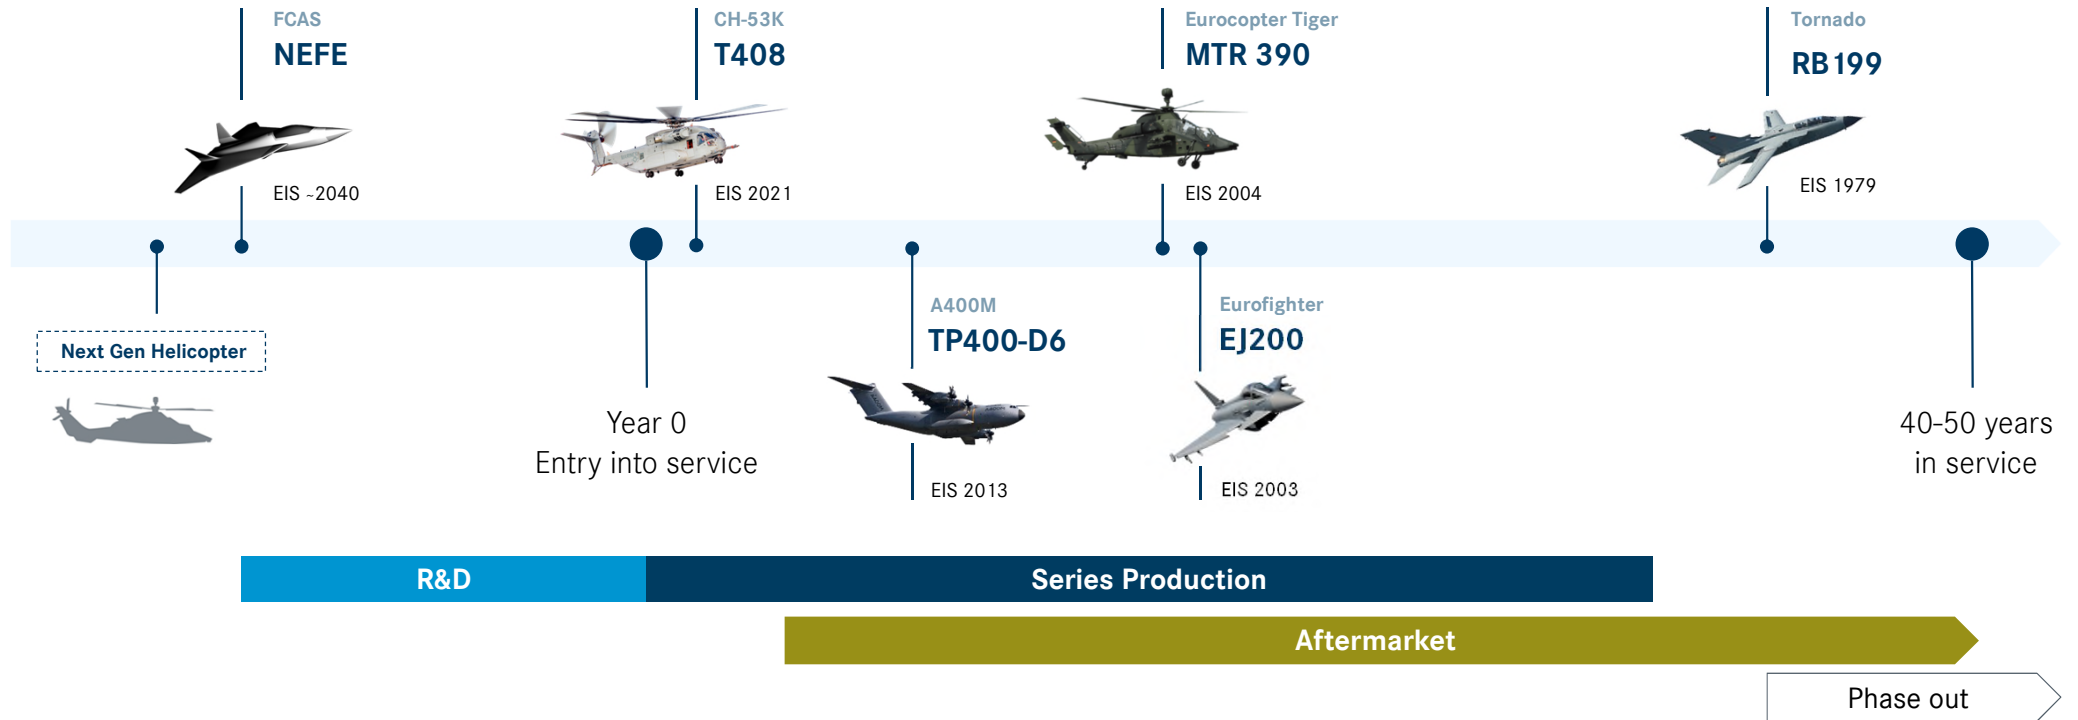 FCAS
NEFE
EIS ~2040
CH-53K
T408
EIS 2021
Eurocopter Tiger
MTR 390
EIS 2004
Tornado
RB199
EIS 1979
Next Gen Helicopter
Year 0
Entry into service
A400M
TP400-D6
EIS 2013
Eurofighter
EJ200
EIS 2003
40-50 years
in service
R&D
Series Production
Aftermarket
Phase out